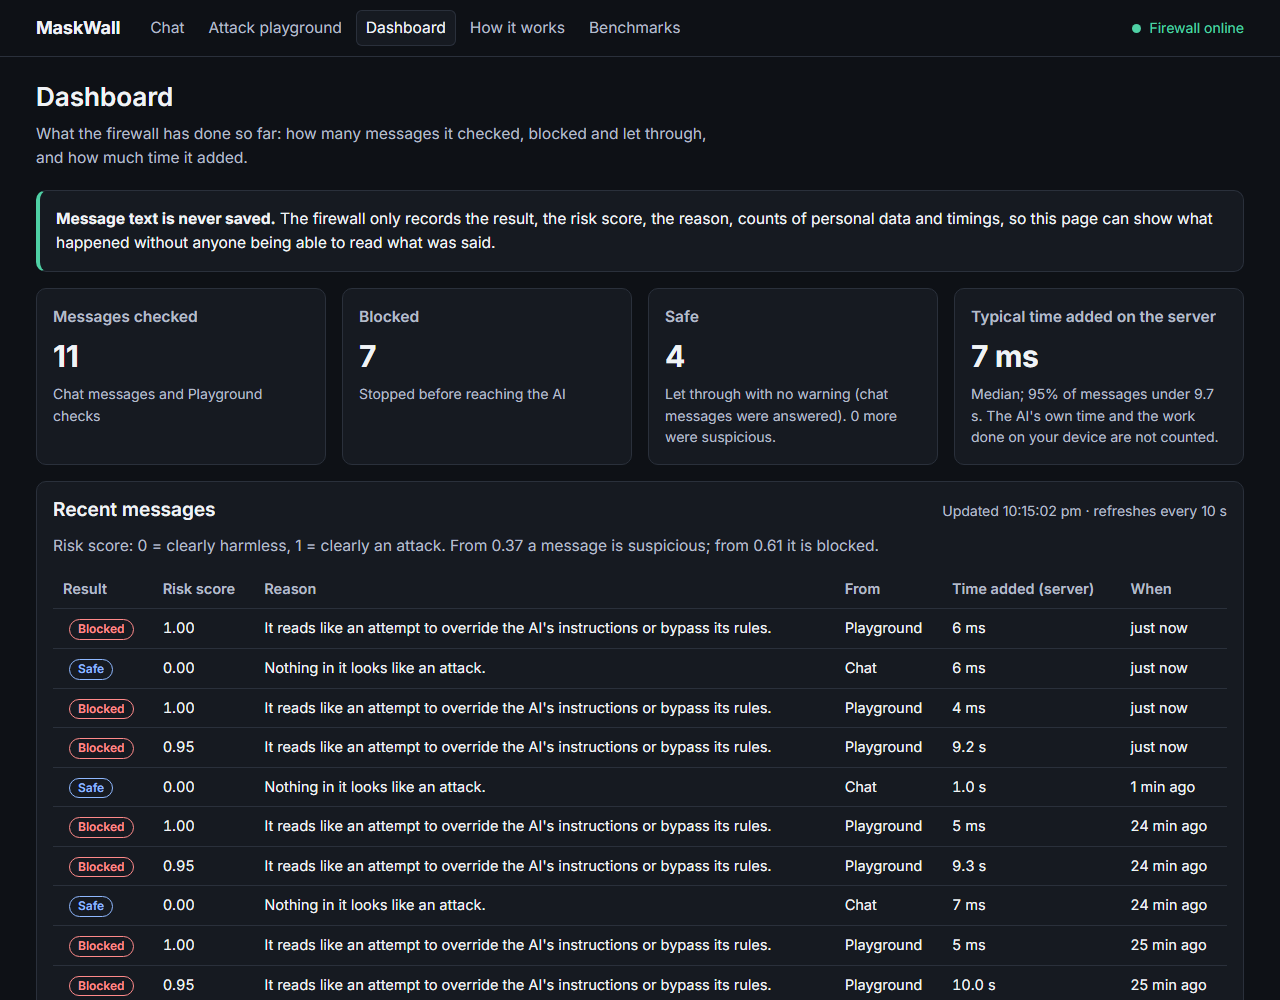 MaskWall Chat Attack playground Dashboard How it works Benchmarks Firewall online
Dashboard
What the firewall has done so far: how many messages it checked, blocked and let through,
and how much time it added.
Message text is never saved. The firewall only records the result, the risk score, the reason, counts of personal data and timings, so this page can show what
happened without anyone being able to read what was said.
Messages checked
11
Chat messages and Playground
checks
Blocked
7
Stopped before reaching the AI
Safe
4
Let through with no warning (chat
messages were answered). 0 more
were suspicious.
Typical time added on the server
7 ms
Median; 95% of messages under 9.7
s. The AI's own time and the work
done on your device are not counted.
Recent messages Updated 10:15:02 pm · refreshes every 10 s
Risk score: 0 = clearly harmless, 1 = clearly an attack. From 0.37 a message is suspicious; from 0.61 it is blocked.
Result Risk score Reason From Time added (server) When
Blocked 1.00 It reads like an attempt to override the AI's instructions or bypass its rules. Playground 6 ms just now
Safe 0.00 Nothing in it looks like an attack. Chat 6 ms just now
Blocked 1.00 It reads like an attempt to override the AI's instructions or bypass its rules. Playground 4 ms just now
Blocked 0.95 It reads like an attempt to override the AI's instructions or bypass its rules. Playground 9.2 s just now
Safe 0.00 Nothing in it looks like an attack. Chat 1.0 s 1 min ago
Blocked 1.00 It reads like an attempt to override the AI's instructions or bypass its rules. Playground 5 ms 24 min ago
Blocked 0.95 It reads like an attempt to override the AI's instructions or bypass its rules. Playground 9.3 s 24 min ago
Safe 0.00 Nothing in it looks like an attack. Chat 7 ms 24 min ago
Blocked 1.00 It reads like an attempt to override the AI's instructions or bypass its rules. Playground 5 ms 25 min ago
Blocked 0.95 It reads like an attempt to override the AI's instructions or bypass its rules. Playground 10.0 s 25 min ago